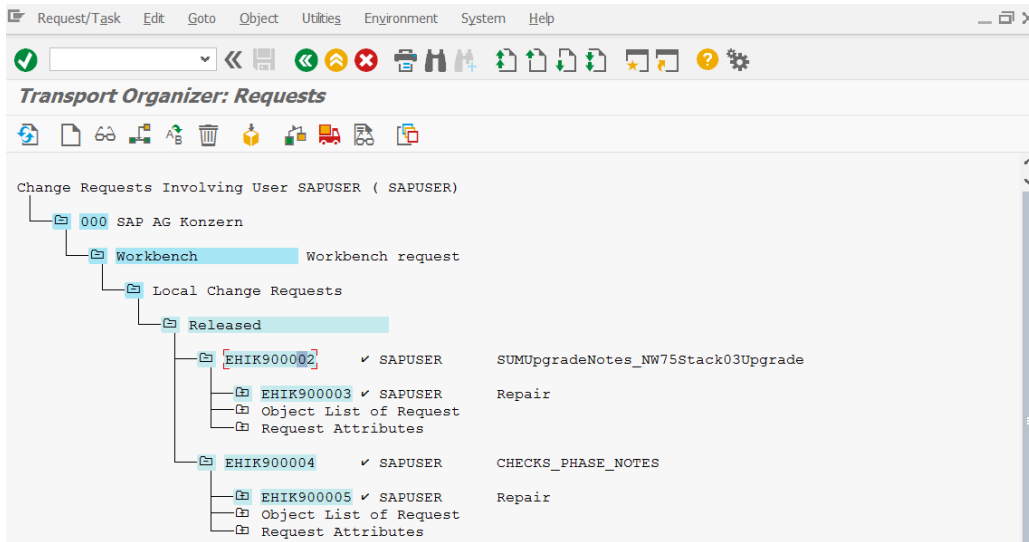 Request/Task Edit Goto Object Utilities Environment System Help
Transport Organizer: Requests
Change Requests Involving User SAPUSER ( SAPUSER)
000 SAP AG Konzern
Workbench Workbench request
Local Change Requests
Released
EHIK900002 ✔ SAPUSER SUMUpgradeNotes_NW75Stack03Upgrade
EHIK900003 ✔ SAPUSER Repair
Object List of Request
Request Attributes
EHIK900004 ✔ SAPUSER CHECKS_PHASE_NOTES
EHIK900005 ✔ SAPUSER Repair
Object List of Request
Request Attributes